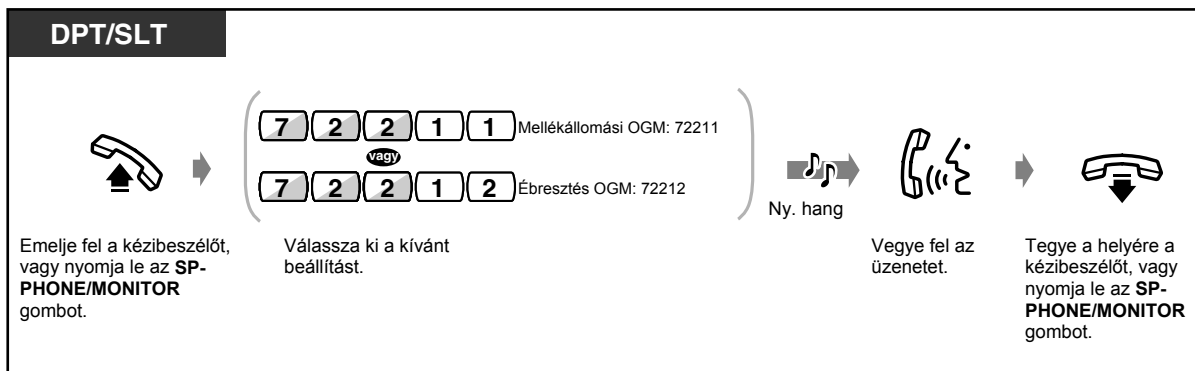 DPT/SLT
7 2 2 1 1 Mellékállomási OGM: 72211
vagy
7 2 2 1 2 Ébresztés OGM: 72212
Ny. hang
Emelje fel a kézibeszélőt,
vagy nyomja le az SP-
PHONE/MONITOR
gombot.
Válassza ki a kívánt
beállítást.
Vegye fel az
üzenetet.
Tegye a helyére a
kézibeszélőt, vagy
nyomja le az SP-
PHONE/MONITOR
gombot.